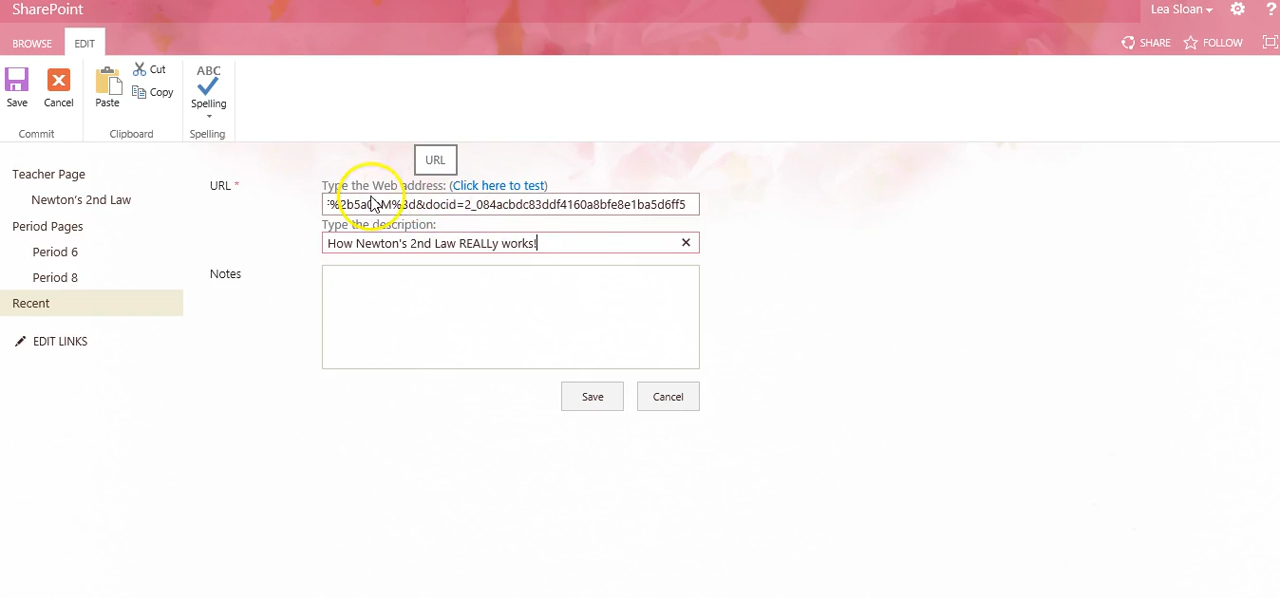 SharePoint
Lea Sloan
?
BROWSE
EDIT
SHARE
FOLLOW
Save
Cancel
Paste
Cut
Copy
ABC
Spelling
Commit
Clipboard
Spelling
URL
Teacher Page
Newton's 2nd Law
Period Pages
Period 6
Period 8
Recent
EDIT LINKS
URL *
Type the Web address: (Click here to test)
M%3d&docid=2_084acbdc83ddf4160a8bfe8e1ba5d6ff5
Type the description:
How Newton's 2nd Law REALLy works!
Notes
Save
Cancel